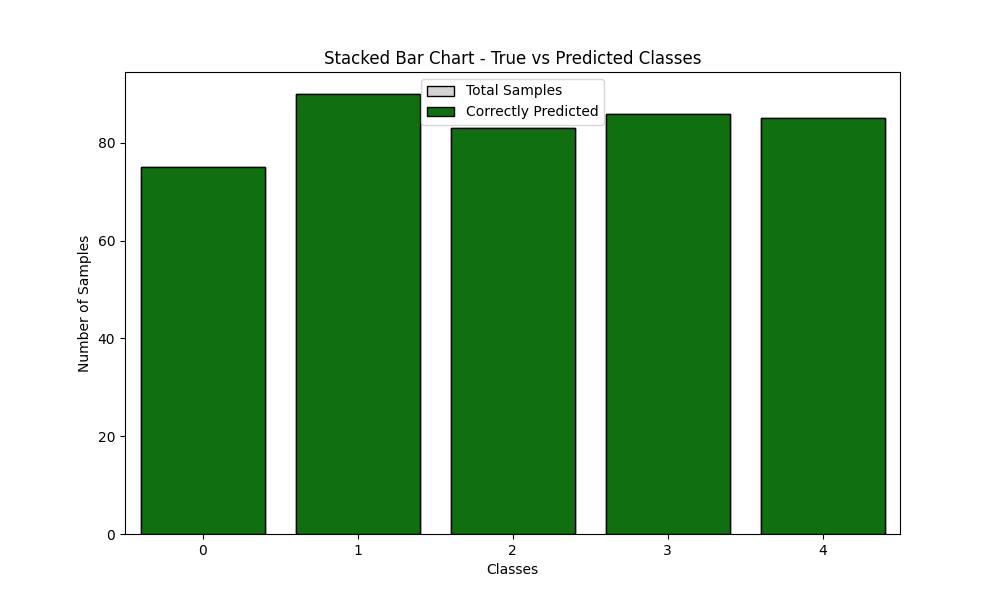 Stacked Bar Chart - True vs Predicted Classes
Total Samples
Correctly Predicted
Number of Samples
80
60
40
20
0
0 1 2 3 4
Classes